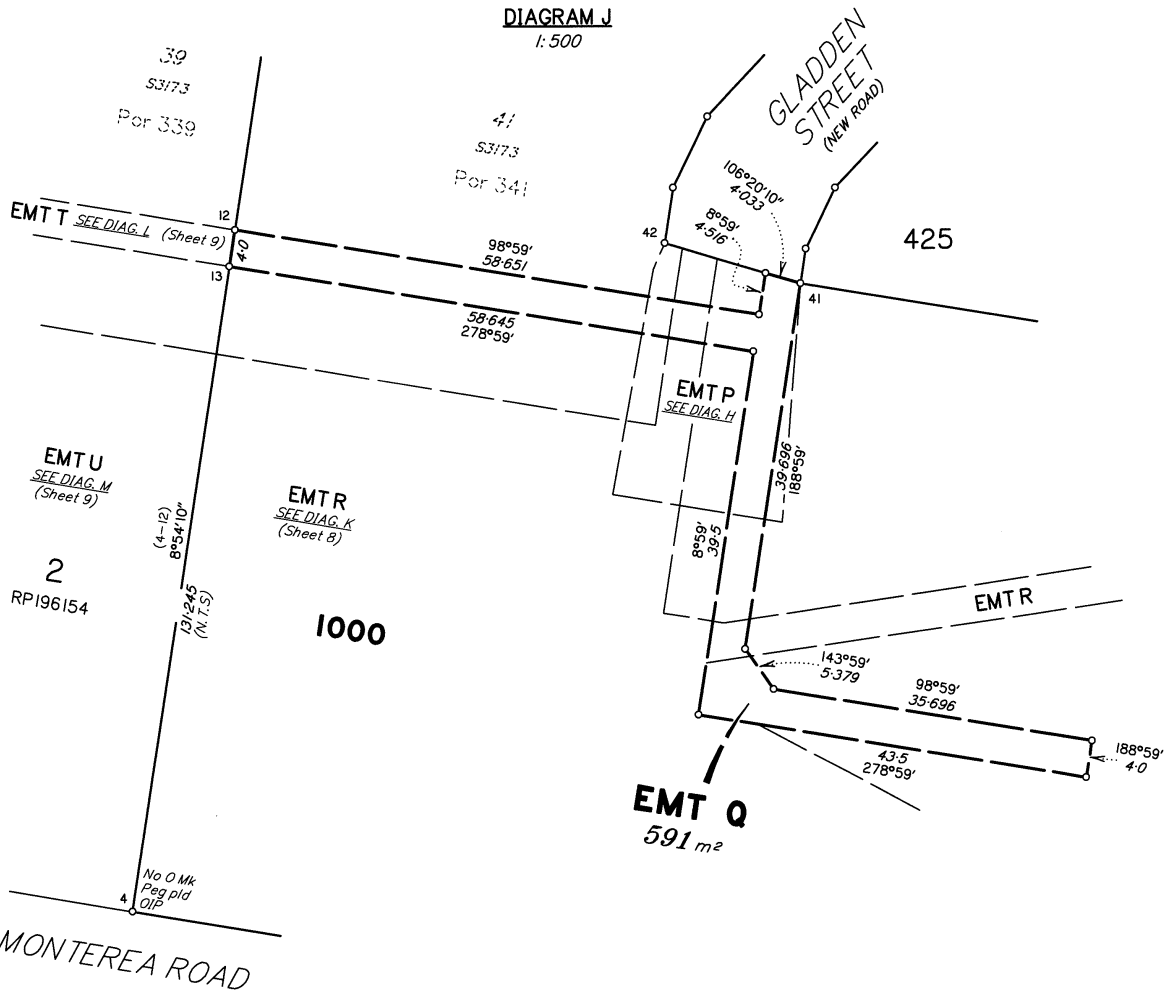 DIAGRAM J
1:500
39
S3173
Por 339
41
S3173
Por 341
GLADDEN
STREET
(NEW ROAD)
106°20'10"
4·033
8°59'
4·516
425
EMT T SEE DIAG. L (Sheet 9)
12
4·0
13
42
41
98°59'
58·651
58·645
278°59'
EMT P
SEE DIAG. H
39·696
188°59'
EMT U
SEE DIAG. M
(Sheet 9)
EMT R
SEE DIAG. K
(Sheet 8)
(4-12)
8°54'10"
131·245
(N.T.S)
8°59'
39·5
2
RP196154
1000
EMT R
143°59'
5·379
98°59'
35·696
188°59'
4·0
43·5
278°59'
EMT Q
591 m²
4
No O Mk
Peg pld
OIP
MONTEREA ROAD